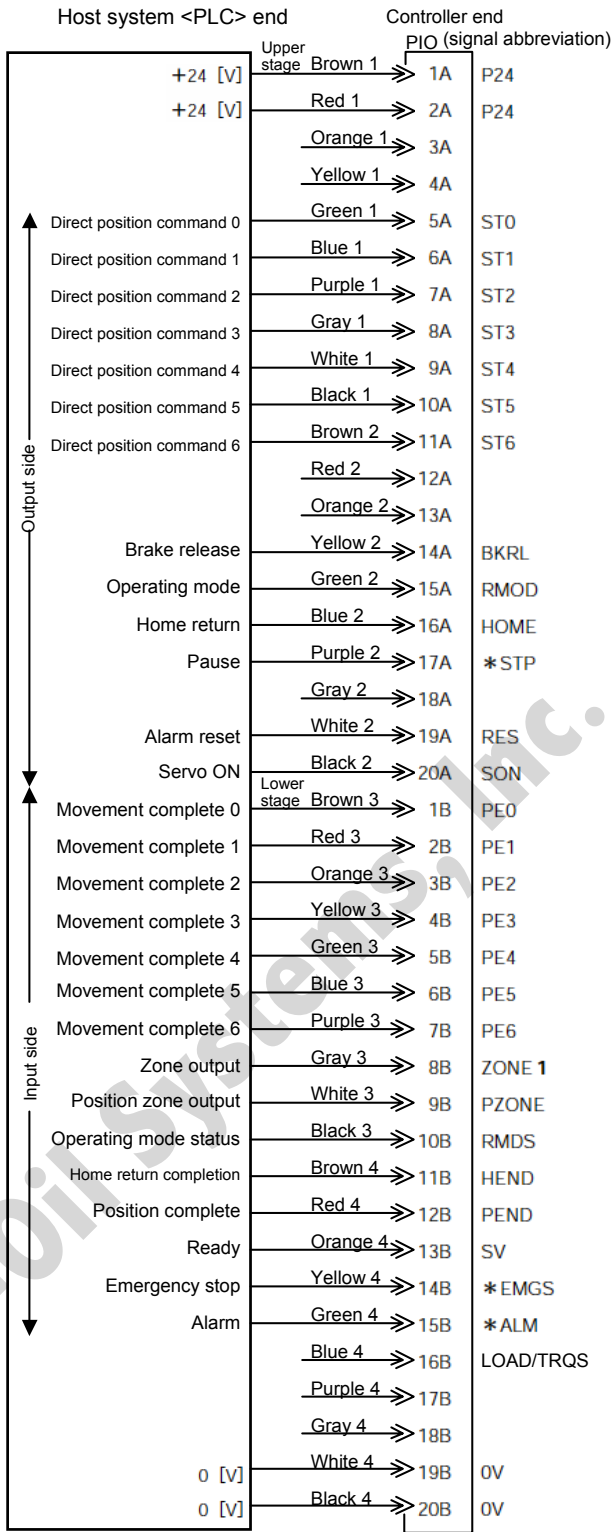 Host system <PLC> end
Controller end
PIO (signal abbreviation)
+24 [V] Upper stage Brown 1 1A P24
+24 [V] Red 1 2A P24
Orange 1 3A
Yellow 1 4A
Direct position command 0 Green 1 5A ST0
Direct position command 1 Blue 1 6A ST1
Direct position command 2 Purple 1 7A ST2
Direct position command 3 Gray 1 8A ST3
Direct position command 4 White 1 9A ST4
Direct position command 5 Black 1 10A ST5
Direct position command 6 Brown 2 11A ST6
Red 2 12A
Orange 2 13A
Output side
Brake release Yellow 2 14A BKRL
Operating mode Green 2 15A RMOD
Home return Blue 2 16A HOME
Pause Purple 2 17A *STP
Gray 2 18A
Alarm reset White 2 19A RES
Servo ON Black 2 20A SON
Movement complete 0 Lower stage Brown 3 1B PE0
Movement complete 1 Red 3 2B PE1
Movement complete 2 Orange 3 3B PE2
Movement complete 3 Yellow 3 4B PE3
Movement complete 4 Green 3 5B PE4
Movement complete 5 Blue 3 6B PE5
Movement complete 6 Purple 3 7B PE6
Input side
Zone output Gray 3 8B ZONE 1
Position zone output White 3 9B PZONE
Operating mode status Black 3 10B RMDS
Home return completion Brown 4 11B HEND
Position complete Red 4 12B PEND
Ready Orange 4 13B SV
Emergency stop Yellow 4 14B *EMGS
Alarm Green 4 15B *ALM
Blue 4 16B LOAD/TRQS
Purple 4 17B
Gray 4 18B
0 [V] White 4 19B 0V
0 [V] Black 4 20B 0V
Oil Systems, Inc.